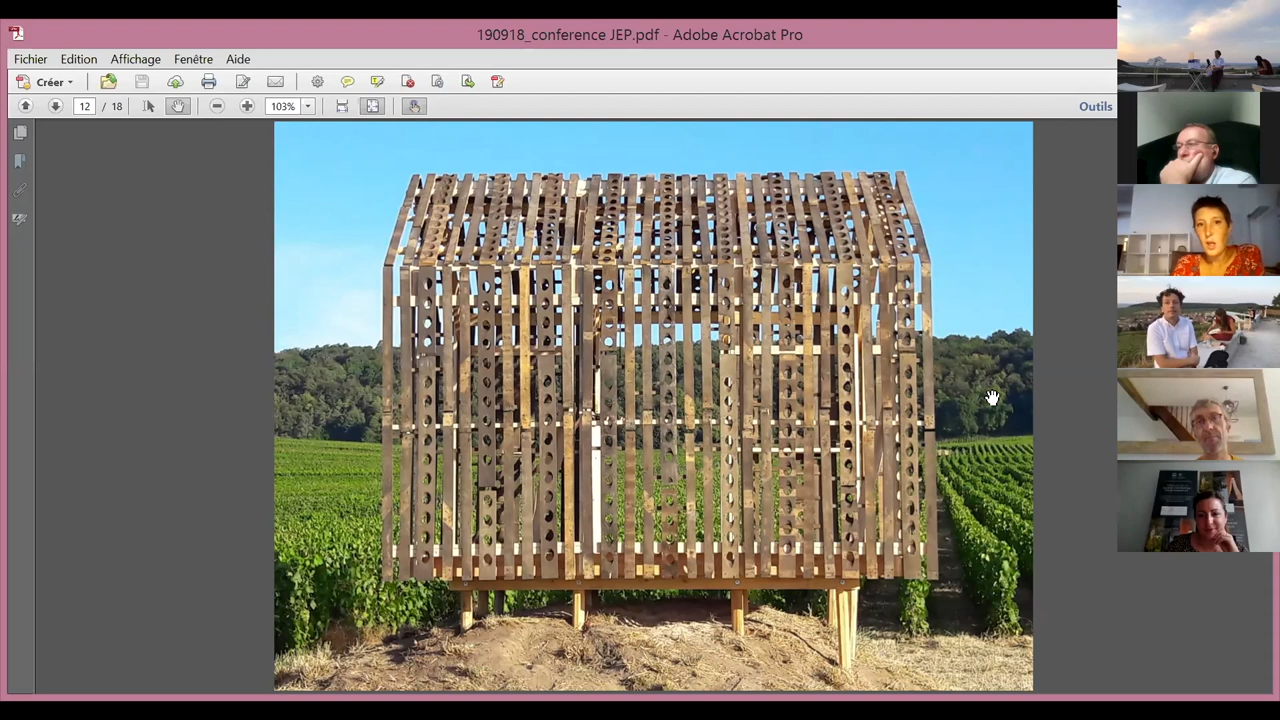 190918_conference JEP.pdf - Adobe Acrobat Pro
Fichier Edition Affichage Fenêtre Aide
Créer
12 / 18 103% Outils